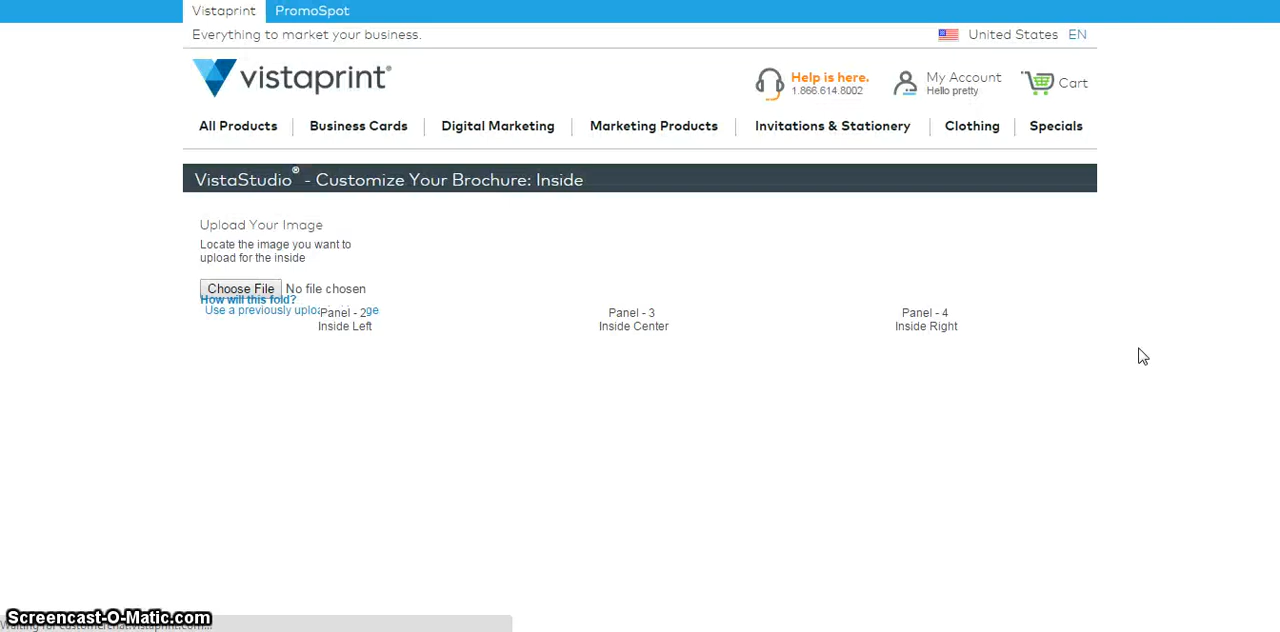 Vistaprint PromoSpot
Everything to market your business.
United States EN
vistaprint®
Help is here.
1.866.614.8002
My Account
Hello pretty
Cart
All Products Business Cards Digital Marketing Marketing Products Invitations & Stationery Clothing Specials
VistaStudio® - Customize Your Brochure: Inside
Upload Your Image
Locate the image you want to
upload for the inside
Choose File No file chosen
How will this fold?
Use a previously
Panel - 2
Inside Left
Panel - 3
Inside Center
Panel - 4
Inside Right
Screencast-O-Matic.com